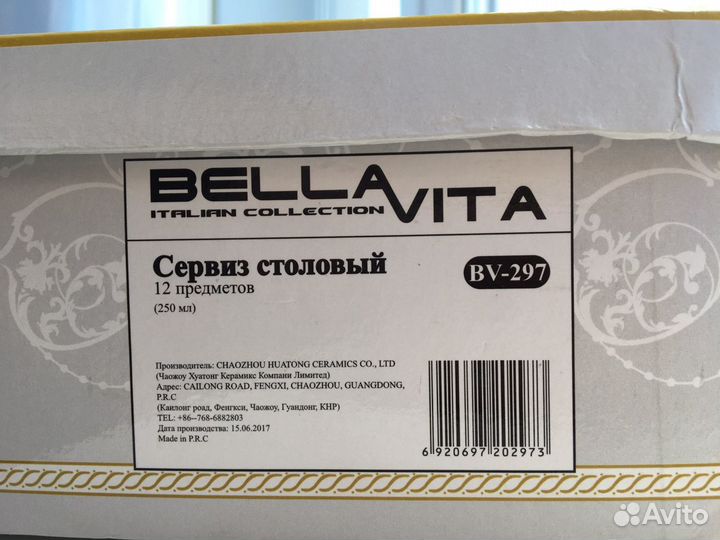 BELLAVITA
ITALIAN COLLECTION
Сервиз столовый
BV-297
12 предметов
(250 мл)
Производитель: CHAOZHOU HUATONG CERAMICS CO., LTD
(Чаожоу Хуатонг Керамикс Компани Лимитед)
Адрес: CAILONG ROAD, FENGXI, CHAOZHOU, GUANGDONG,
P.R.C
(Каилонг роад, Фенгкси, Чаожоу, Гуандонг, КНР)
TEL: +86--768-6882803
Дата производства: 15.06.2017
Made in P.R.C
6 920697 202973
Avito